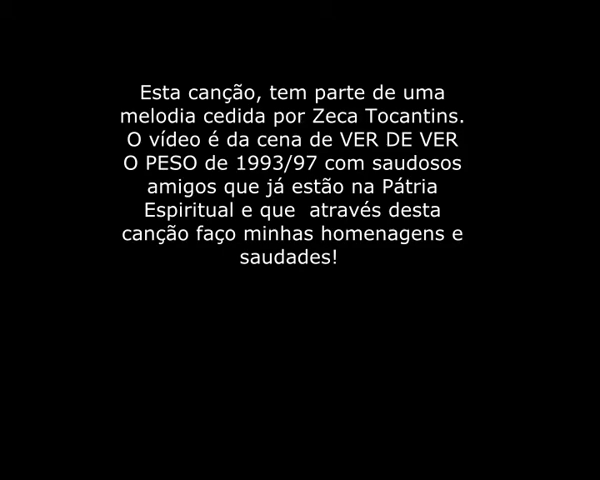 Esta canção, tem parte de uma
melodia cedida por Zeca Tocantins.
O vídeo é da cena de VER DE VER
O PESO de 1993/97 com saudosos
amigos que já estão na Pátria
Espiritual e que  através desta
canção faço minhas homenagens e
saudades!